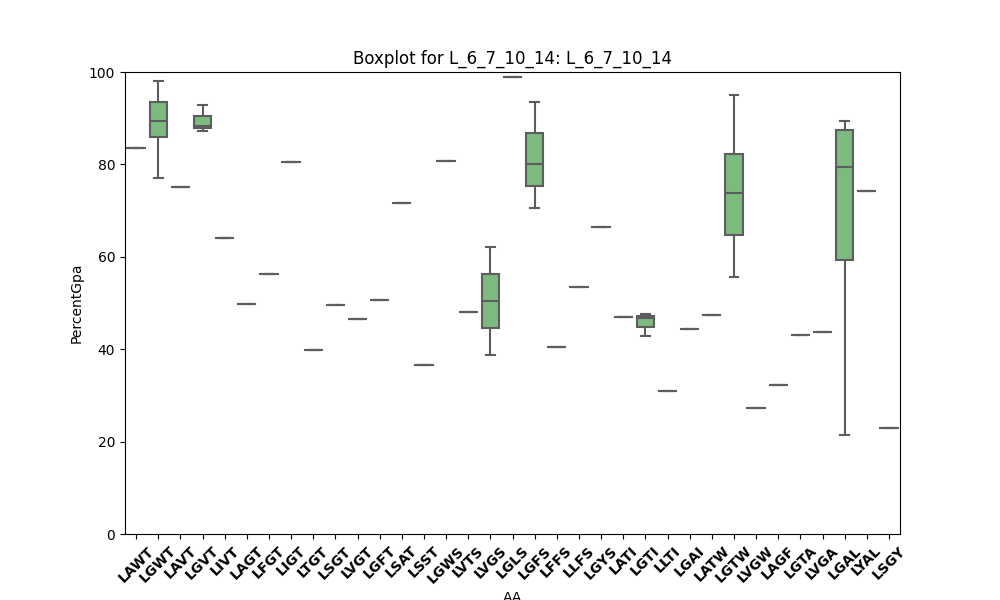 Boxplot for L_6_7_10_14: L_6_7_10_14
100
80
60
40
20
0
PercentGpa
LAWT LGWT LAVT LGVT LIVT LAGT LFGT LIGT LTGT LSGT LVGT LGFT LSAT LSST LGWS LVTS LVGS LGLS LGFS LFFS LLFS LGYS LATI LGTI LLTI LGAI LATW LGTW LVGW LAGF LGTA LVGA LGAL LYAL LSGY
AA